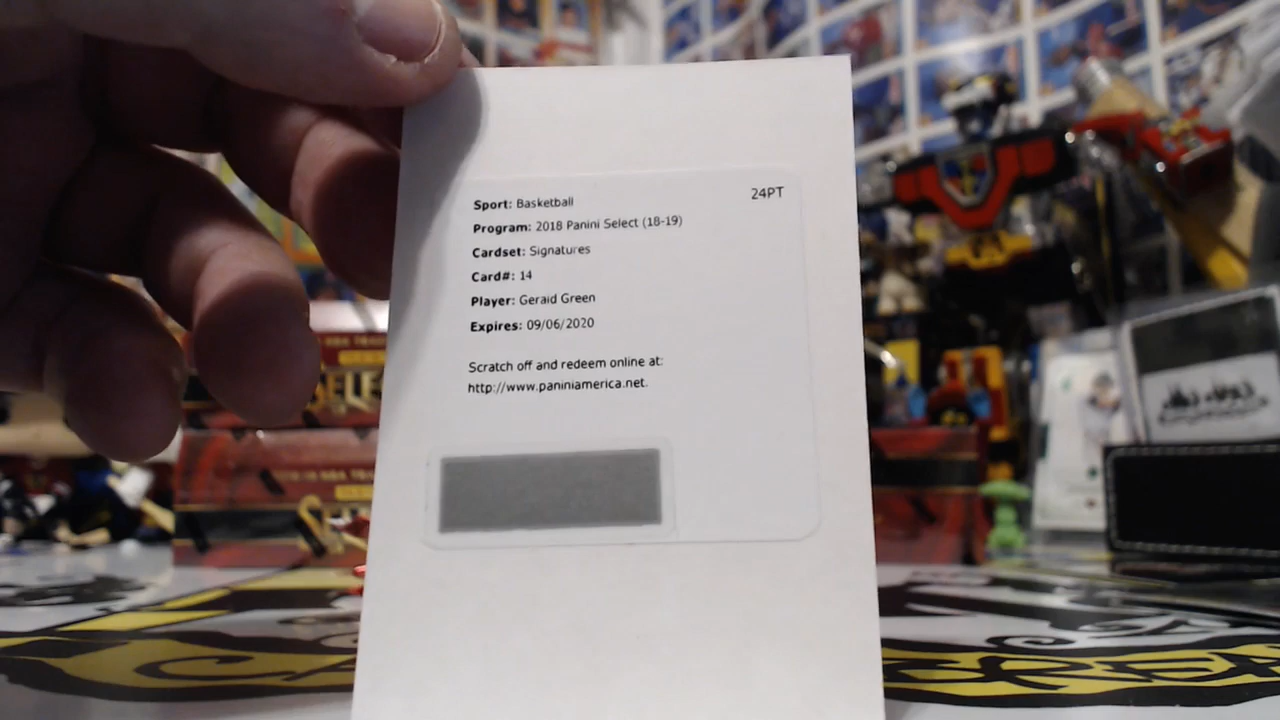 24PT
Sport: Basketball
Program: 2018 Panini Select (18-19)
Cardset: Signatures
Card#: 14
Player: Geraid Green
Expires: 09/06/2020
Scratch off and redeem online at:
http://www.paniniamerica.net.